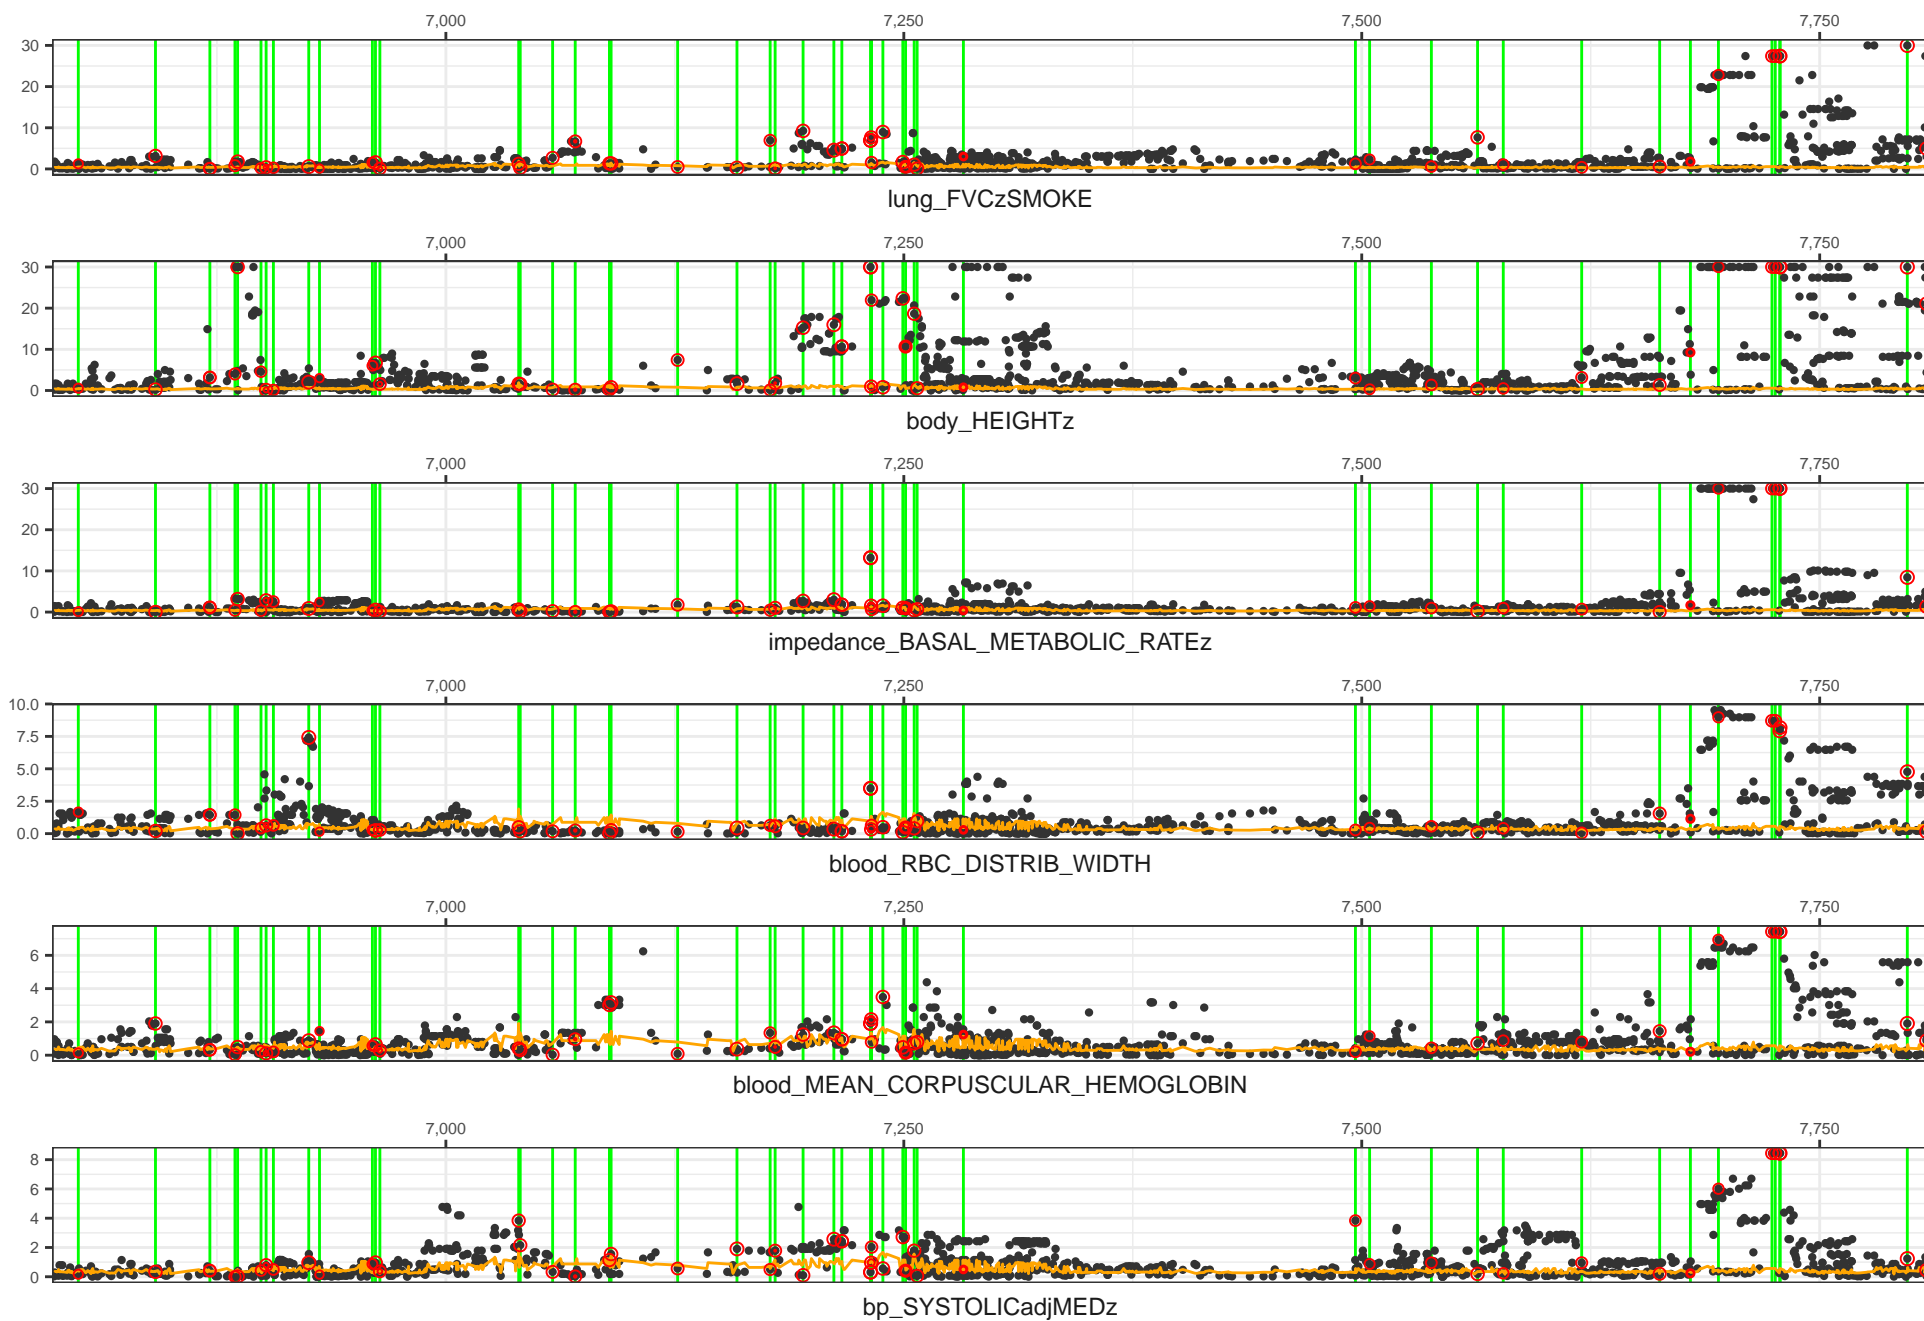 7,000 7,250 7,500 7,750
30
20
10
0
lung_FVCzSMOKE
7,000 7,250 7,500 7,750
30
20
10
0
body_HEIGHTz
7,000 7,250 7,500 7,750
30
20
10
0
impedance_BASAL_METABOLIC_RATEz
7,000 7,250 7,500 7,750
10.0
7.5
5.0
2.5
0.0
blood_RBC_DISTRIB_WIDTH
7,000 7,250 7,500 7,750
6
4
2
0
blood_MEAN_CORPUSCULAR_HEMOGLOBIN
7,000 7,250 7,500 7,750
8
6
4
2
0
bp_SYSTOLICadjMEDz